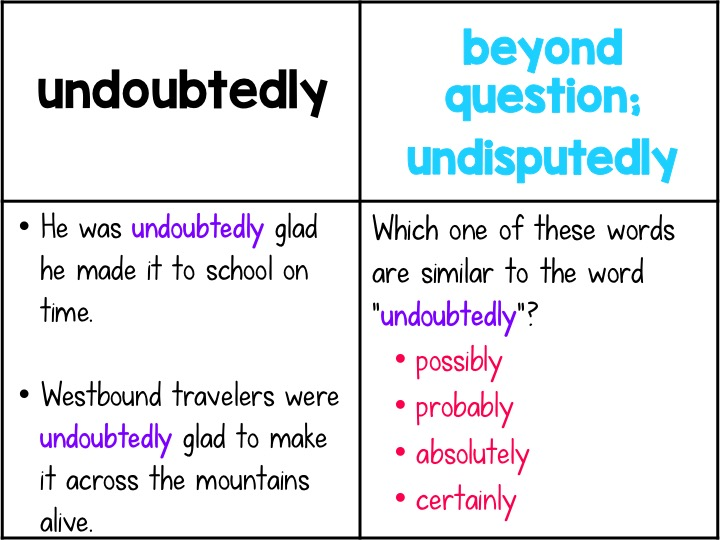 undoubtedly
beyond
question;
undisputedly
• He was undoubtedly glad
he made it to school on
time.
• Westbound travelers were
undoubtedly glad to make
it across the mountains
alive.
Which one of these words
are similar to the word
"undoubtedly"?
• possibly
• probably
• absolutely
• certainly